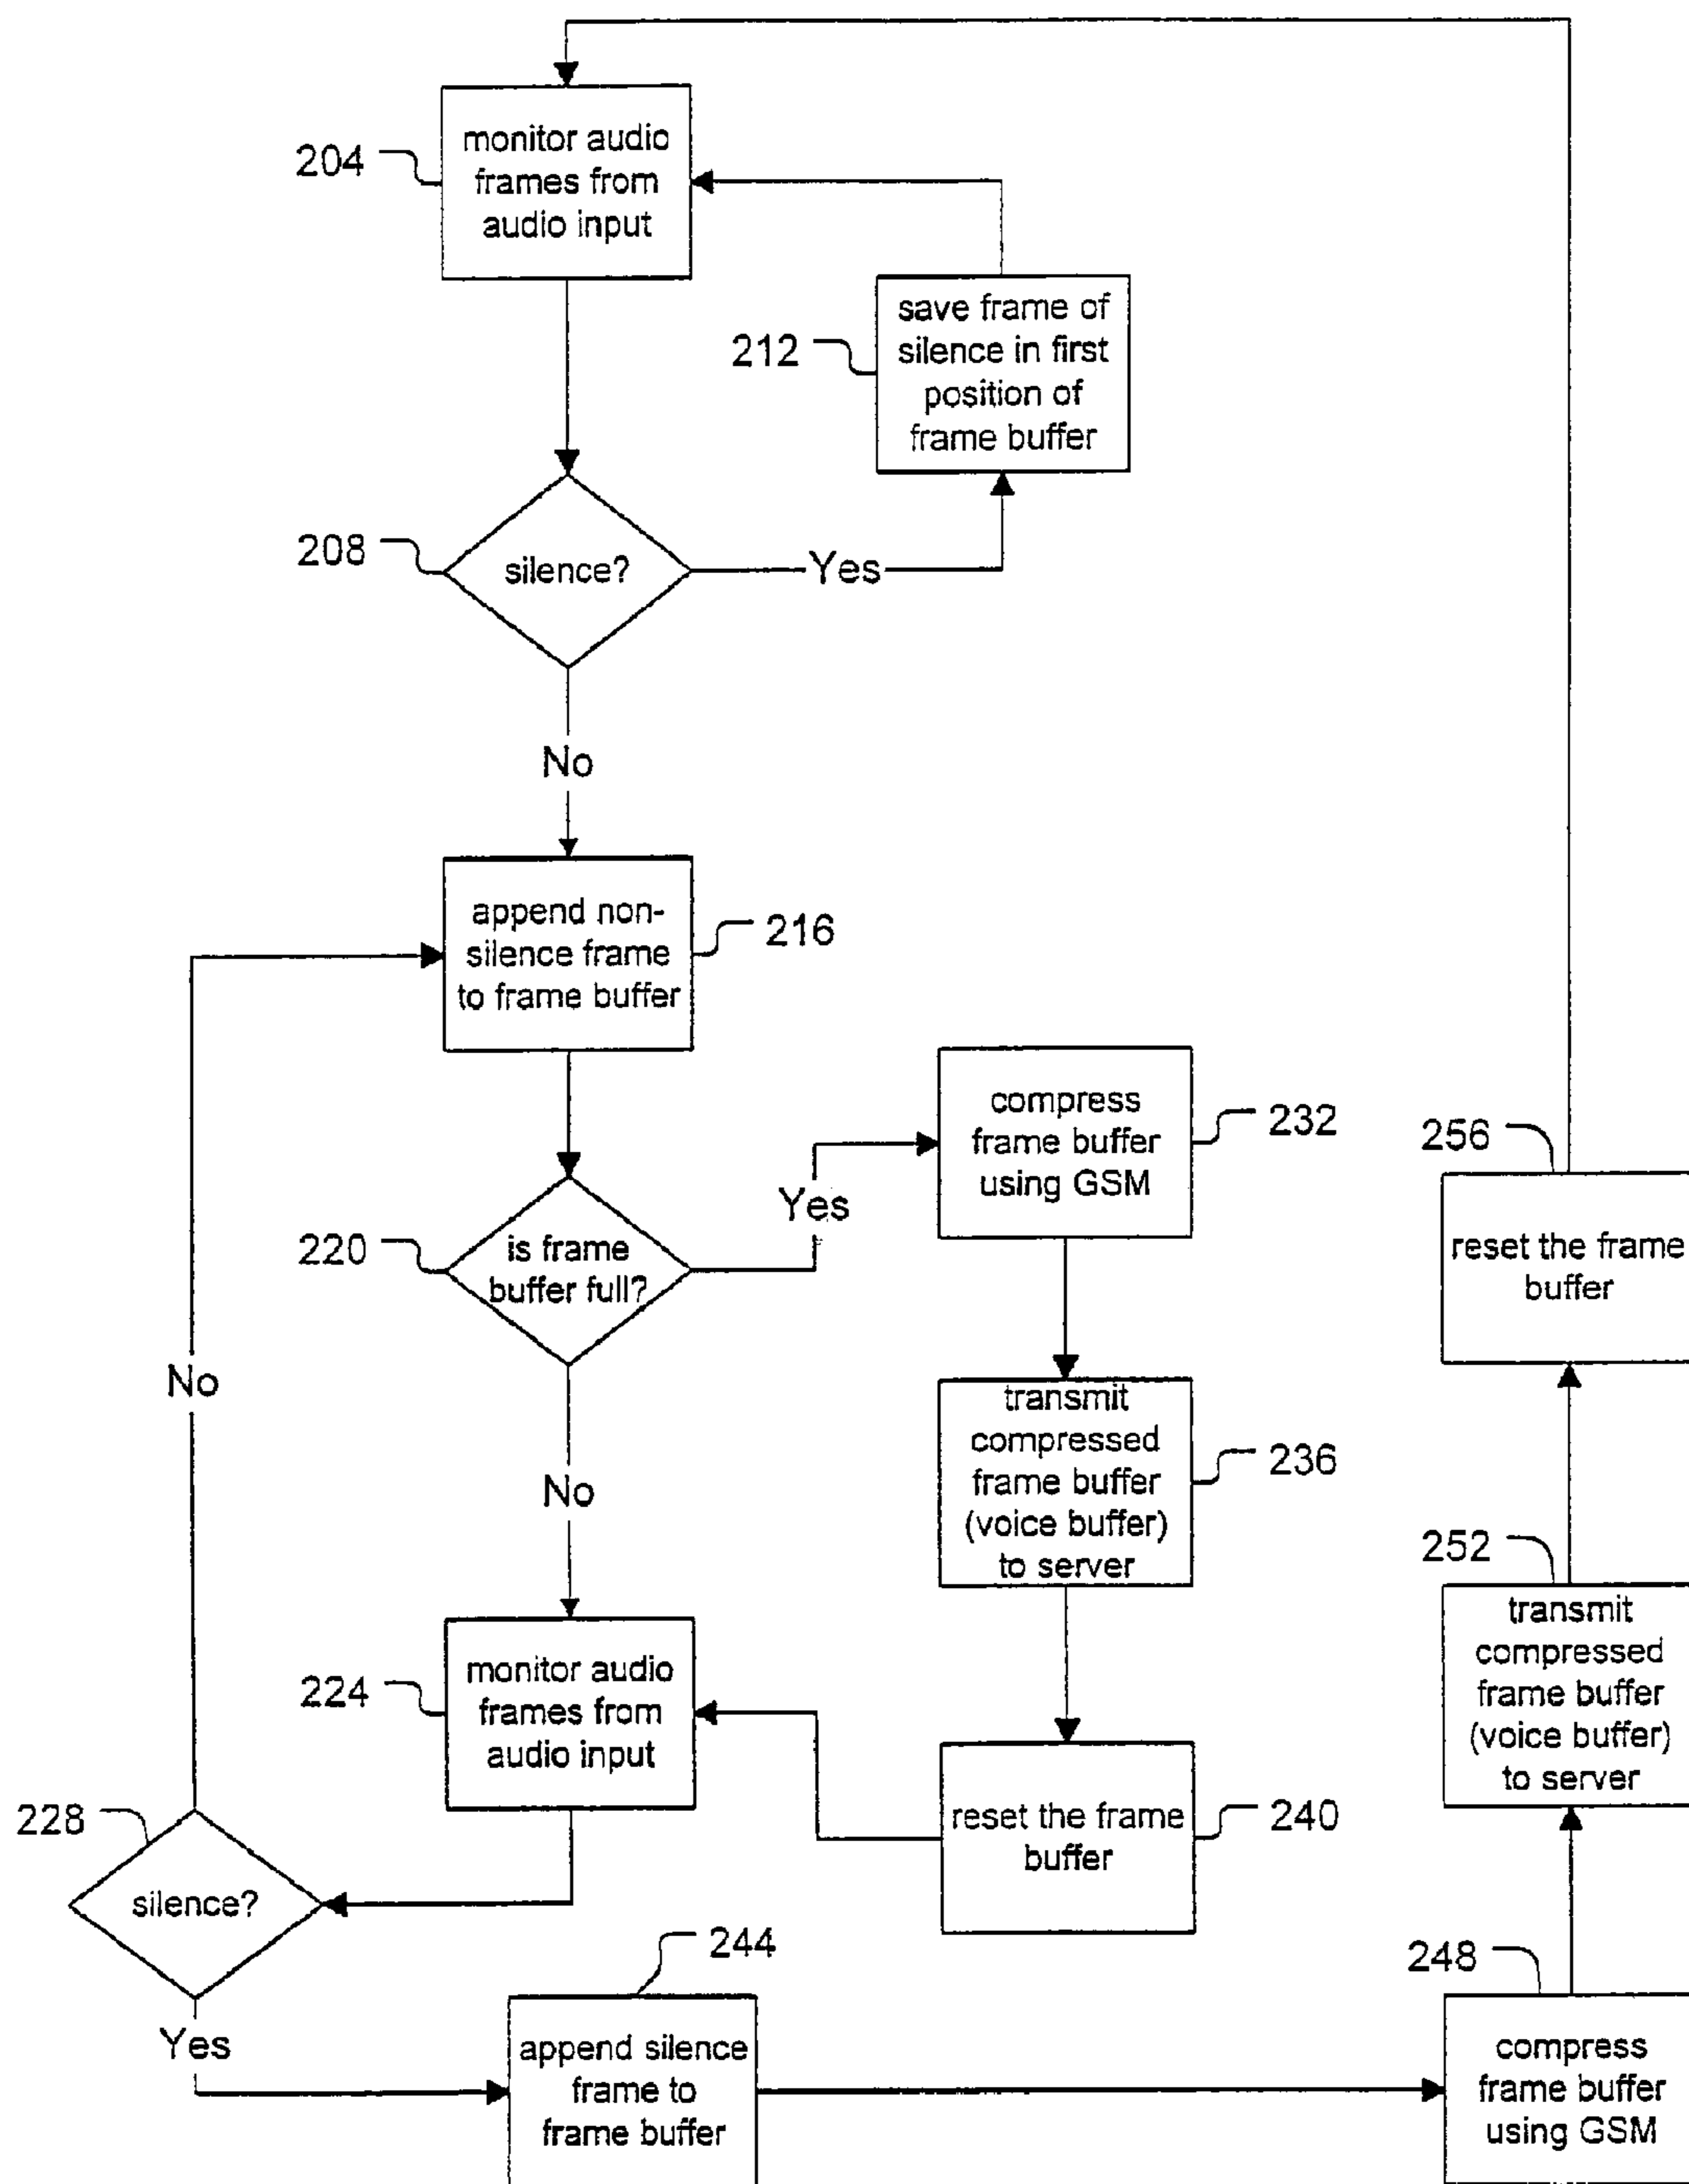 204
monitor audio
frames from
audio input
212
save frame of
silence in first
position of
frame buffer
208
silence?
Yes
No
append non-
silence frame
to frame buffer
216
220
is frame
buffer full?
Yes
compress
frame buffer
using GSM
232
No
transmit
compressed
frame buffer
(voice buffer)
to server
236
224
monitor audio
frames from
audio input
reset the frame
buffer
240
228
silence?
No
Yes
244
append silence
frame to
frame buffer
248
compress
frame buffer
using GSM
252
transmit
compressed
frame buffer
(voice buffer)
to server
256
reset the frame
buffer